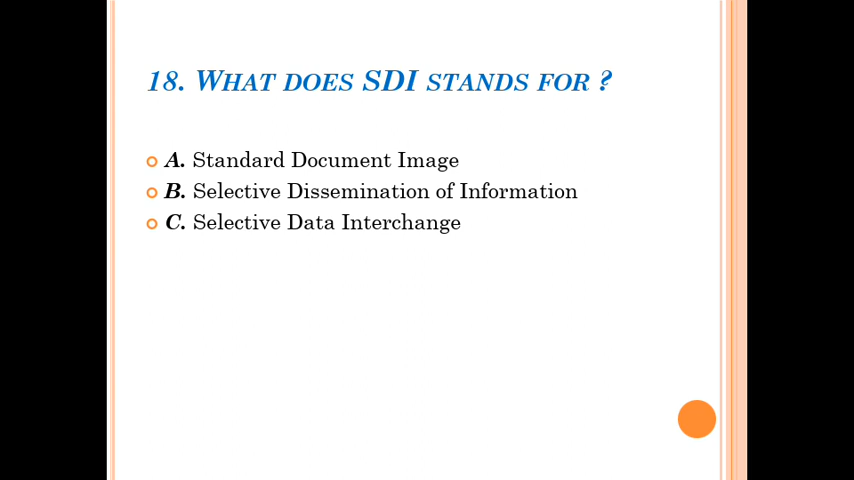 18. WHAT DOES SDI STANDS FOR ?
A. Standard Document Image
B. Selective Dissemination of Information
C. Selective Data Interchange